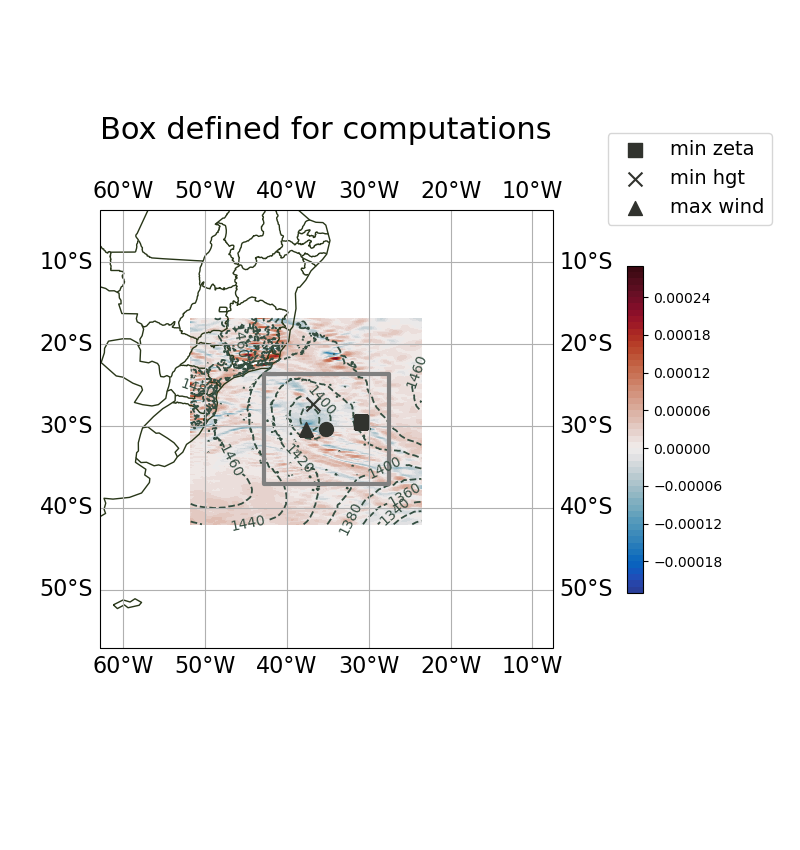 Box defined for computations
min zeta
min hgt
max wind
60°W 50°W 40°W 30°W 20°W 10°W
10°S 10°S
20°S 20°S
30°S 30°S
40°S 40°S
50°S 50°S
60°W 50°W 40°W 30°W 20°W 10°W
1460
1400
1420
1460
1400
1360
1340
1380
1440
0.00024
0.00018
0.00012
0.00006
0.00000
−0.00006
−0.00012
−0.00018